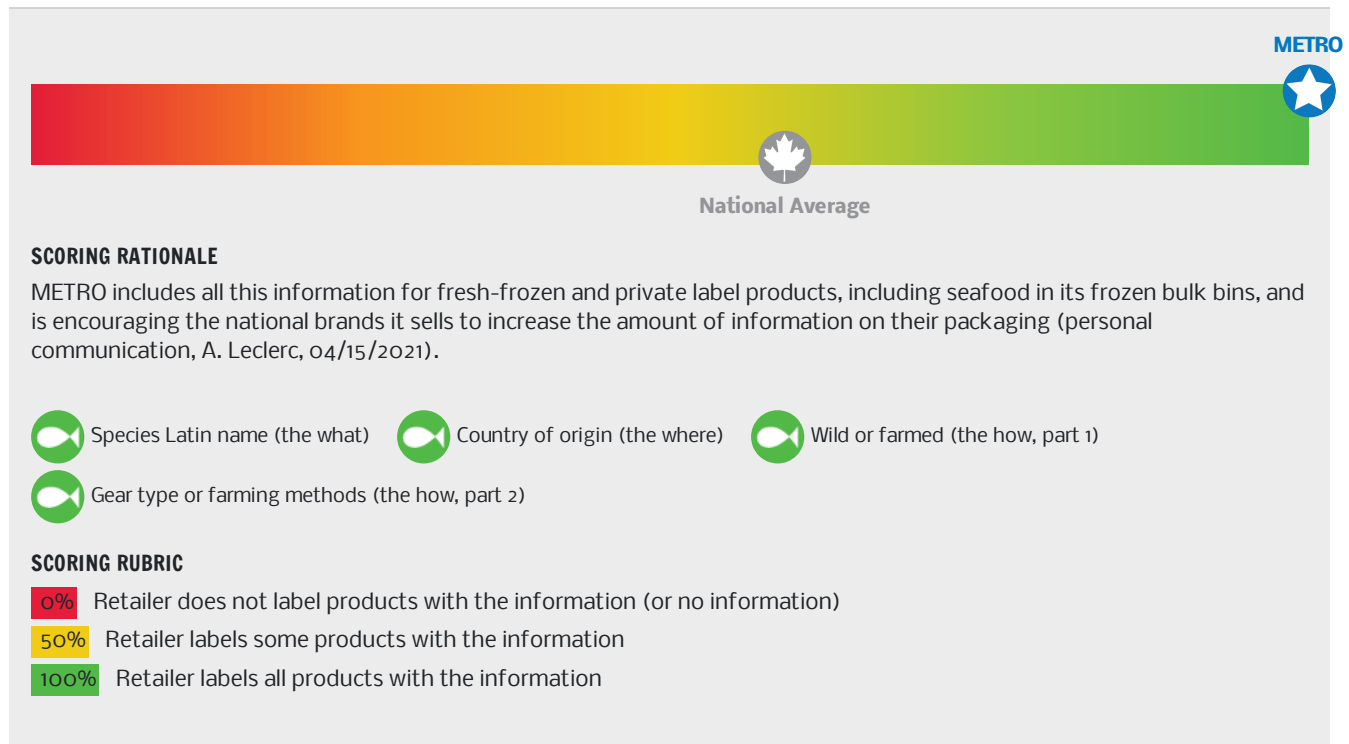 METRO
National Average
SCORING RATIONALE
METRO includes all this information for fresh-frozen and private label products, including seafood in its frozen bulk bins, and
is encouraging the national brands it sells to increase the amount of information on their packaging (personal
communication, A. Leclerc, 04/15/2021).
Species Latin name (the what) Country of origin (the where) Wild or farmed (the how, part 1)
Gear type or farming methods (the how, part 2)
SCORING RUBRIC
0% Retailer does not label products with the information (or no information)
50% Retailer labels some products with the information
100% Retailer labels all products with the information